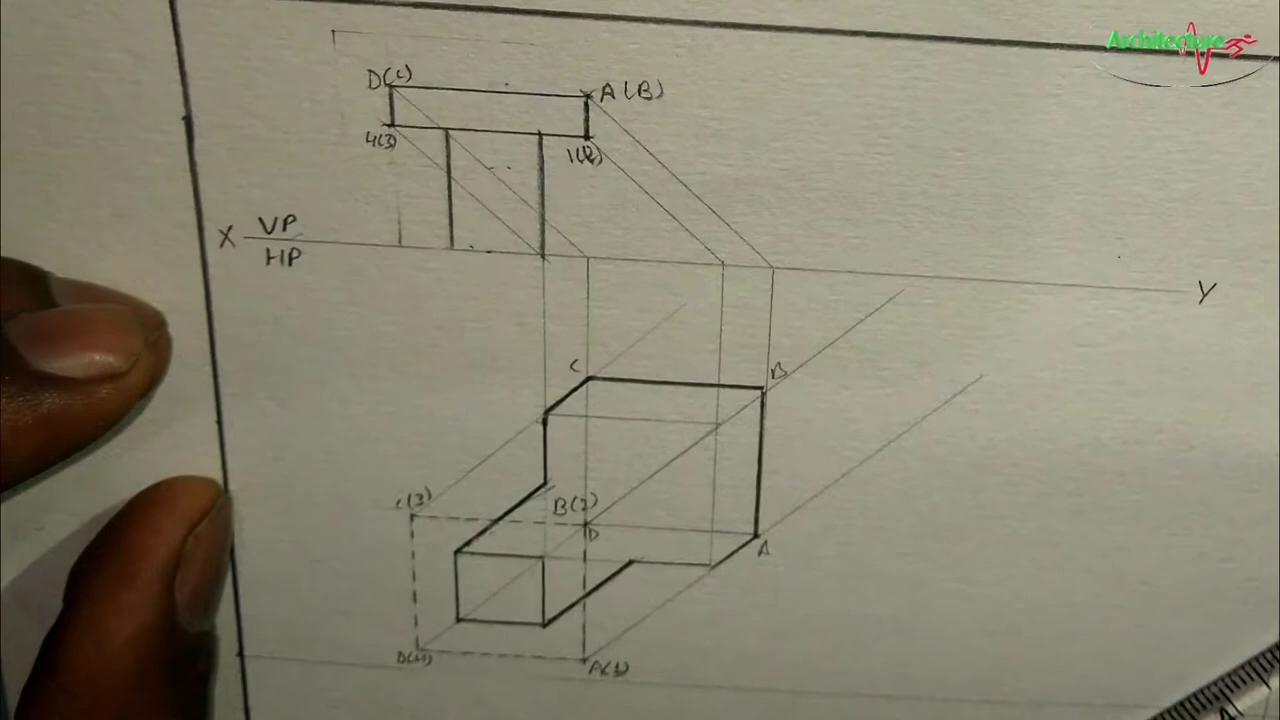 Architecture
D(C)
A(B)
4(3)
1(2)
X
VP
HP
Y
C
B
C(3)
B(2)
D
A
D(4)
A(1)